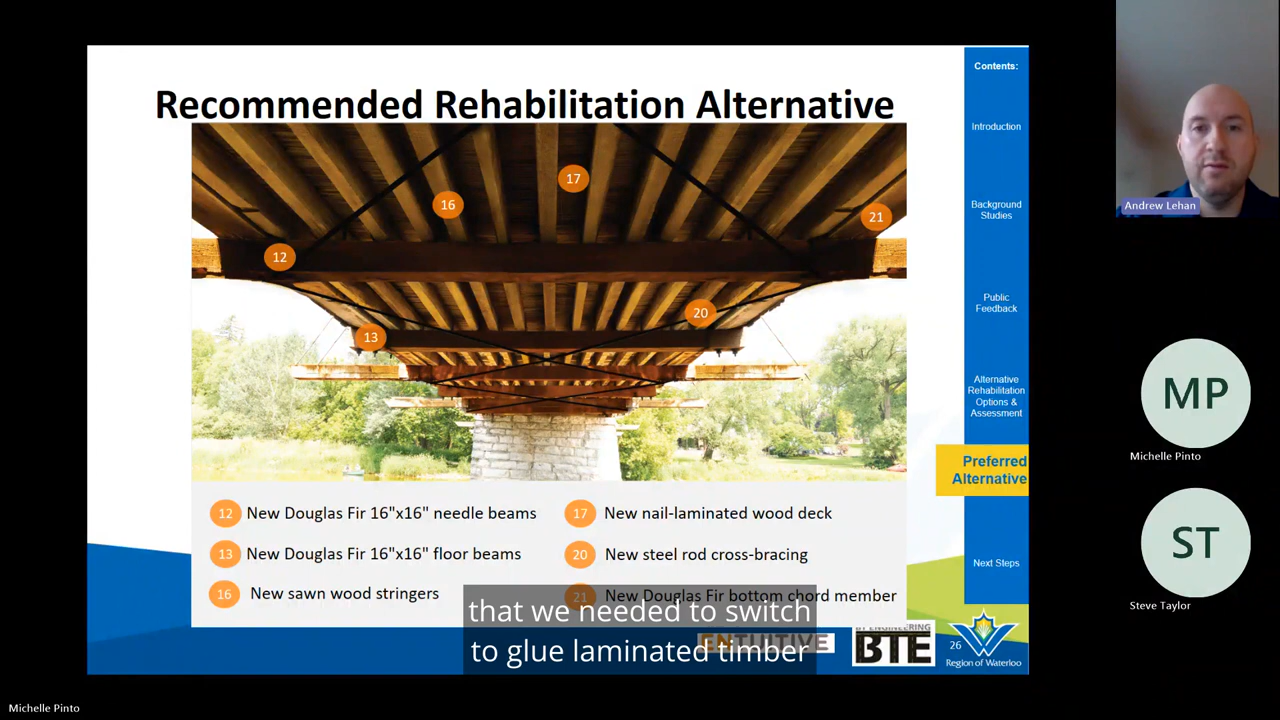 Recommended Rehabilitation Alternative
17
16
21
12
20
13
12 New Douglas Fir 16"x16" needle beams
13 New Douglas Fir 16"x16" floor beams
16 New sawn wood stringers
17 New nail-laminated wood deck
20 New steel rod cross-bracing
21 New Douglas Fir bottom chord member
that we needed to switch
to glue laminated timber
ENTUITIVE
BY ENGINEERING
BTE
26
Region of Waterloo
Contents:
Introduction
Background
Studies
Public
Feedback
Alternative
Rehabilitation
Options &
Assessment
Preferred
Alternative
Next Steps
Andrew Lehan
MP
Michelle Pinto
ST
Steve Taylor
Michelle Pinto